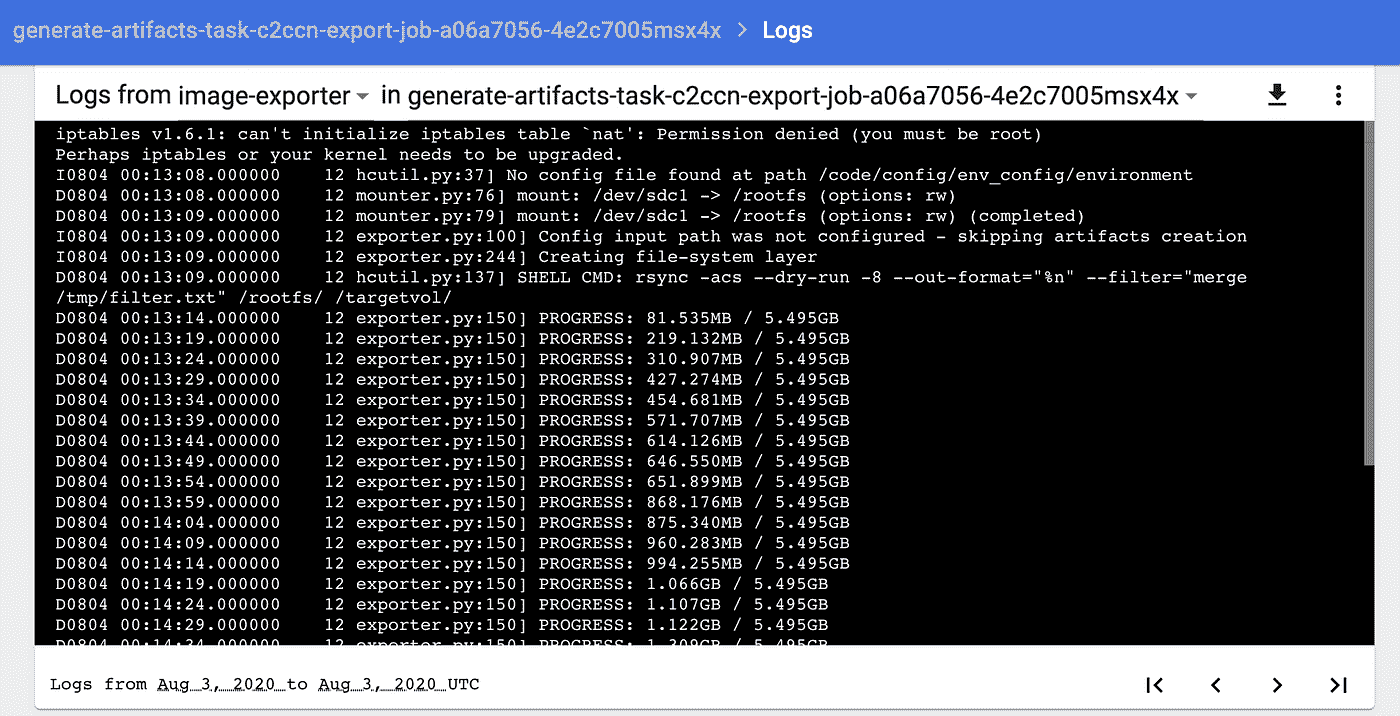 generate-artifacts-task-c2ccn-export-job-a06a7056-4e2c7005msx4x > Logs
Logs from image-exporter in generate-artifacts-task-c2ccn-export-job-a06a7056-4e2c7005msx4x
iptables v1.6.1: can't initialize iptables table `nat': Permission denied (you must be root)
Perhaps iptables or your kernel needs to be upgraded.
I0804 00:13:08.000000    12 hcutil.py:37] No config file found at path /code/config/env_config/environment
D0804 00:13:08.000000    12 mounter.py:76] mount: /dev/sdc1 -> /rootfs (options: rw)
D0804 00:13:09.000000    12 mounter.py:79] mount: /dev/sdc1 -> /rootfs (options: rw) (completed)
I0804 00:13:09.000000    12 exporter.py:100] Config input path was not configured - skipping artifacts creation
I0804 00:13:09.000000    12 exporter.py:244] Creating file-system layer
D0804 00:13:09.000000    12 hcutil.py:137] SHELL CMD: rsync -acs --dry-run -8 --out-format="%n" --filter="merge
/tmp/filter.txt" /rootfs/ /targetvol/
D0804 00:13:14.000000    12 exporter.py:150] PROGRESS: 81.535MB / 5.495GB
D0804 00:13:19.000000    12 exporter.py:150] PROGRESS: 219.132MB / 5.495GB
D0804 00:13:24.000000    12 exporter.py:150] PROGRESS: 310.907MB / 5.495GB
D0804 00:13:29.000000    12 exporter.py:150] PROGRESS: 427.274MB / 5.495GB
D0804 00:13:34.000000    12 exporter.py:150] PROGRESS: 454.681MB / 5.495GB
D0804 00:13:39.000000    12 exporter.py:150] PROGRESS: 571.707MB / 5.495GB
D0804 00:13:44.000000    12 exporter.py:150] PROGRESS: 614.126MB / 5.495GB
D0804 00:13:49.000000    12 exporter.py:150] PROGRESS: 646.550MB / 5.495GB
D0804 00:13:54.000000    12 exporter.py:150] PROGRESS: 651.899MB / 5.495GB
D0804 00:13:59.000000    12 exporter.py:150] PROGRESS: 868.176MB / 5.495GB
D0804 00:14:04.000000    12 exporter.py:150] PROGRESS: 875.340MB / 5.495GB
D0804 00:14:09.000000    12 exporter.py:150] PROGRESS: 960.283MB / 5.495GB
D0804 00:14:14.000000    12 exporter.py:150] PROGRESS: 994.255MB / 5.495GB
D0804 00:14:19.000000    12 exporter.py:150] PROGRESS: 1.066GB / 5.495GB
D0804 00:14:24.000000    12 exporter.py:150] PROGRESS: 1.107GB / 5.495GB
D0804 00:14:29.000000    12 exporter.py:150] PROGRESS: 1.122GB / 5.495GB
Logs from Aug 3, 2020 to Aug 3, 2020 UTC